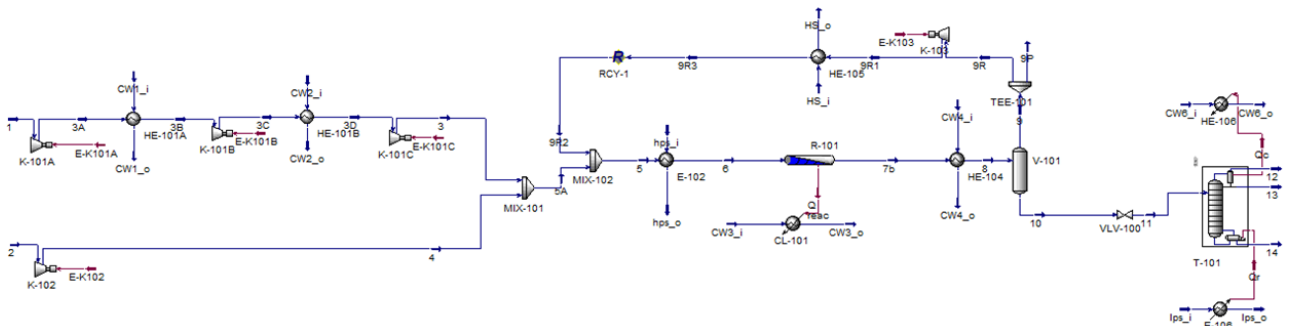 HS_o
E-K103
K-103
9P
RCY-1
9R3
HE-105
9R1
9R
TEE-101
HS_i
9
CW1_i
CW2_i
CW4_i
CW6_i
HE-106
CW6_o
1
3A
HE-101A
3B
3C
HE-101B
3D
3
9R2
hps_i
R-101
V-101
Qc
K-101A
E-K101A
K-101B
E-K101B
K-101C
E-K101C
MIX-102
5
E-102
6
7b
HE-104
8
12
13
CW1_o
CW2_o
5A
MIX-101
hps_o
Q
reac
CW4_o
10
VLV-100
11
CW3_i
CL-101
CW3_o
14
T-101
2
4
K-102
E-K102
Qr
lps_i
lps_o
E-106